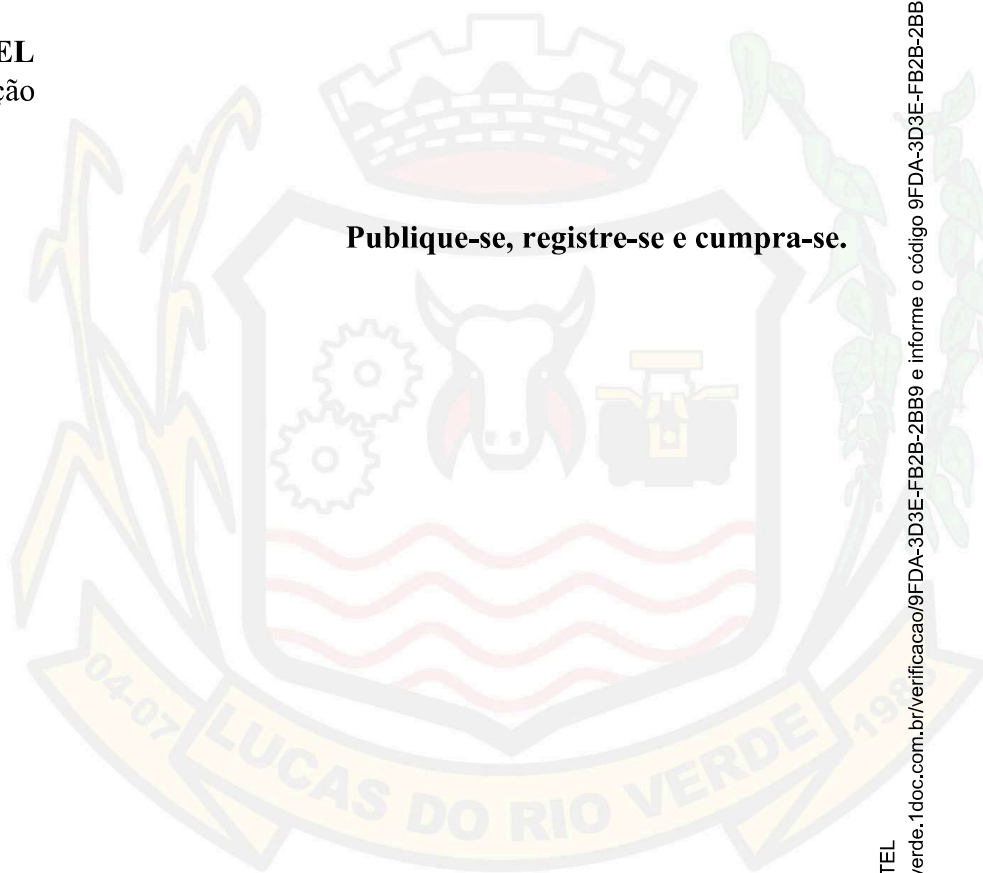 EL
ção
Publique-se, registre-se e cumpra-se.
04-07
LUCAS DO RIO VERDE
1988
TEL
verde.1doc.com.br/verificacao/9FDA-3D3E-FB2B-2BB9 e informe o código 9FDA-3D3E-FB2B-2BB